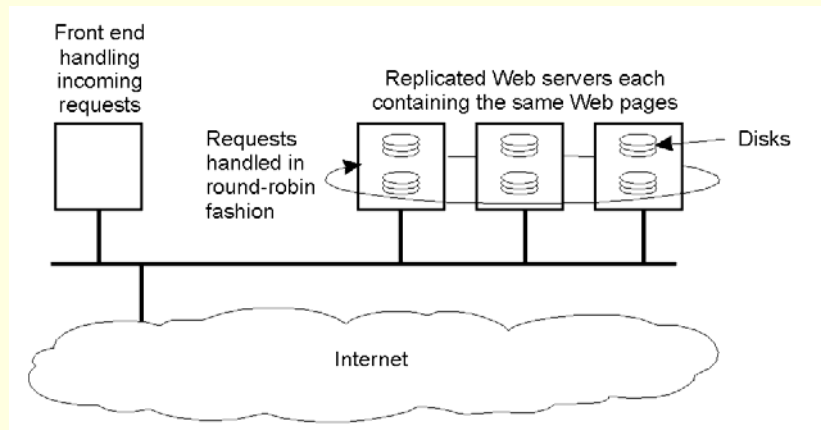 Front end
handling
incoming
requests
Replicated Web servers each
containing the same Web pages
Requests
handled in
round-robin
fashion
Disks
Internet